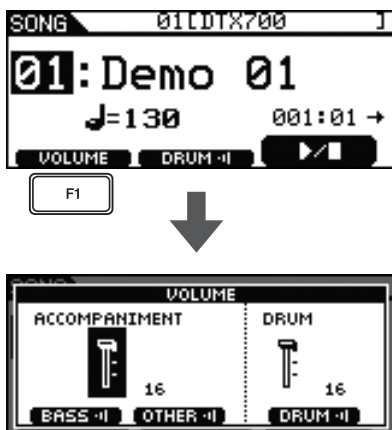 SONG 01[DTX700 ]
01:Demo 01
♩=130 001:01→
VOLUME DRUM ▶/■
F1
VOLUME
ACCOMPANIMENT DRUM
16 16
BASS OTHER DRUM